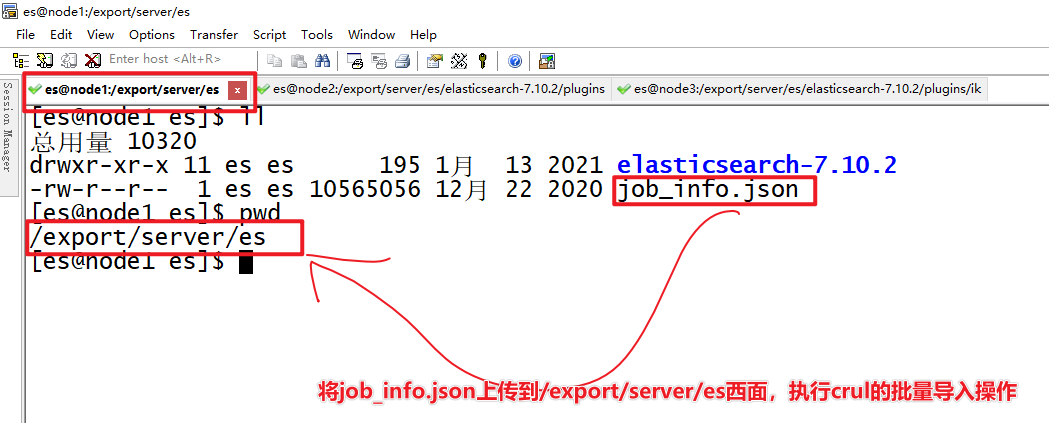 es@node1:/export/server/es
File Edit View Options Transfer Script Tools Window Help
Enter host <Alt+R>
Session Manager
es@node1:/export/server/es x es@node2:/export/server/es/elasticsearch-7.10.2/plugins es@node3:/export/server/es/elasticsearch-7.10.2/plugins/ik
[es@node1 es]$ ll
总用量 10320
drwxr-xr-x 11 es es 195 1月 13 2021 elasticsearch-7.10.2
-rw-r--r-- 1 es es 10565056 12月 22 2020 job_info.json
[es@node1 es]$ pwd
/export/server/es
[es@node1 es]$
将job_info.json上传到/export/server/es西面，执行crul的批量导入操作